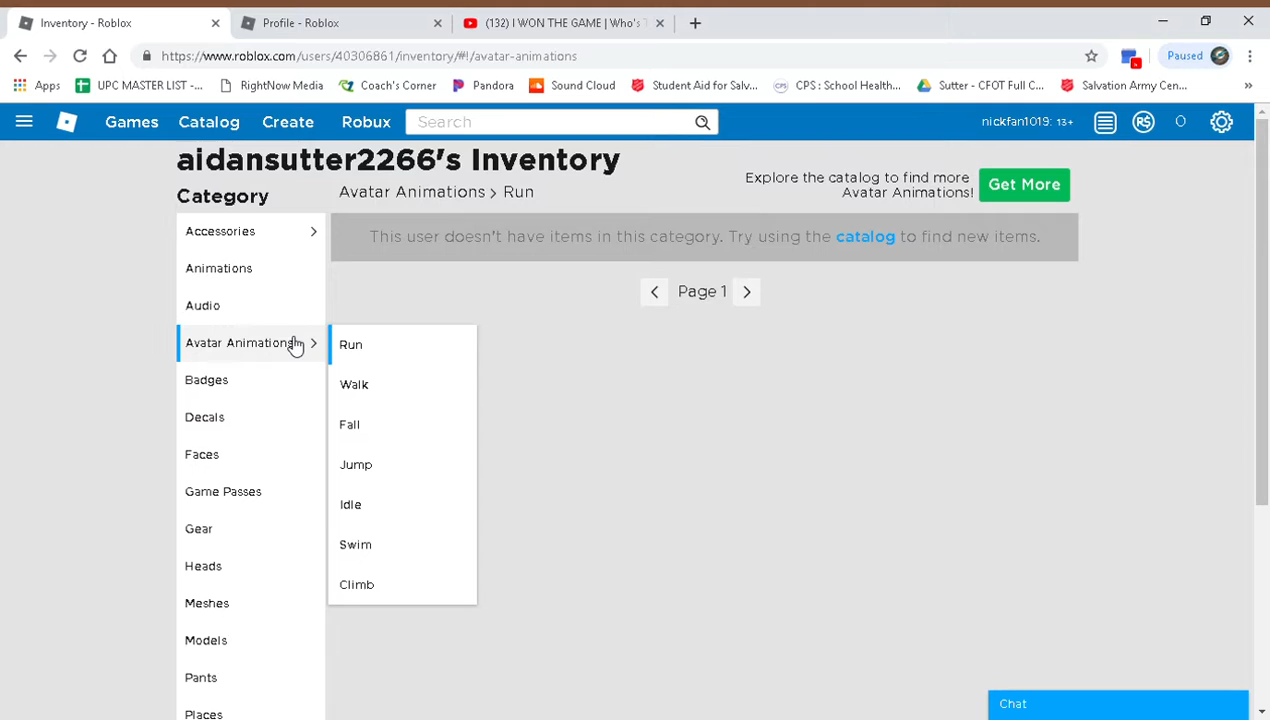 Inventory - Roblox
Profile - Roblox
(132) I WON THE GAME | Who's
https://www.roblox.com/users/40306861/inventory/#!/avatar-animations
Paused
Apps
UPC MASTER LIST -...
RightNow Media
Coach's Corner
Pandora
Sound Cloud
Student Aid for Salv...
CPS : School Health...
Sutter - CFOT Full C...
Salvation Army Cen...
Games
Catalog
Create
Robux
Search
nickfan1019: 13+
R$
0
aidansutter2266's Inventory
Category
Avatar Animations > Run
Explore the catalog to find more
Avatar Animations!
Get More
Accessories
This user doesn't have items in this category. Try using the catalog to find new items.
Animations
Page 1
Audio
Avatar Animations
Run
Walk
Fall
Jump
Idle
Swim
Climb
Badges
Decals
Faces
Game Passes
Gear
Heads
Meshes
Models
Pants
Places
Chat